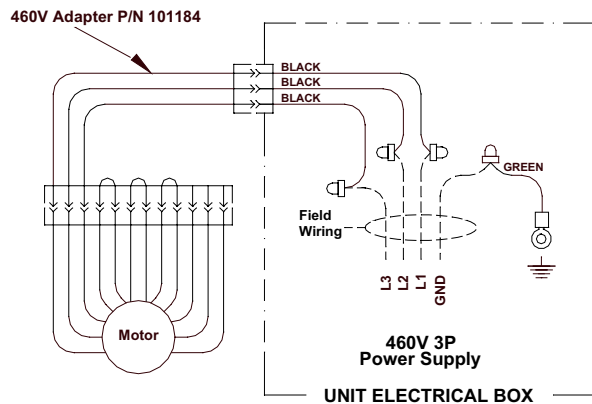 460V Adapter P/N 101184
BLACK
BLACK
BLACK
GREEN
Field
Wiring
L3
L2
L1
GND
Motor
460V 3P
Power Supply
UNIT ELECTRICAL BOX